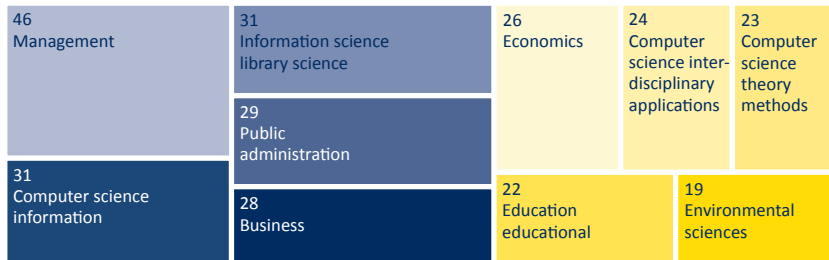 46
Management
31
Computer science
information
31
Information science
library science
29
Public
administration
28
Business
26
Economics
24
Computer
science inter-
disciplinary
applications
23
Computer
science
theory
methods
22
Education
educational
19
Environmental
sciences